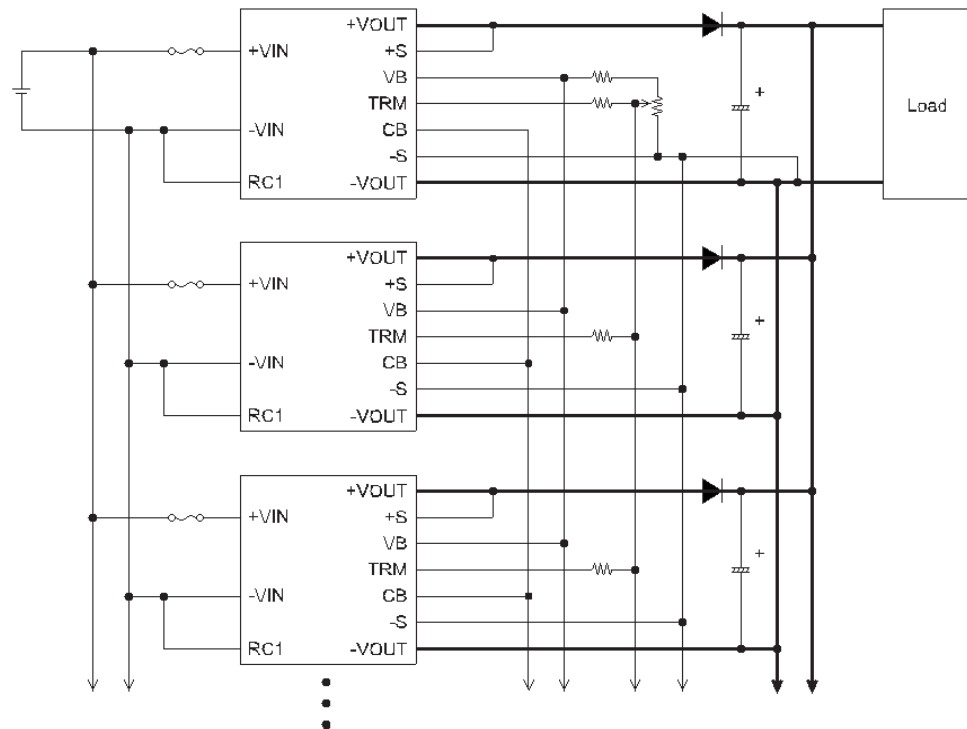 +VIN
-VIN
RC1
+VOUT
+S
VB
TRM
CB
-S
-VOUT
+
Load
+VIN
-VIN
RC1
+VOUT
+S
VB
TRM
CB
-S
-VOUT
+
+VIN
-VIN
RC1
+VOUT
+S
VB
TRM
CB
-S
-VOUT
+